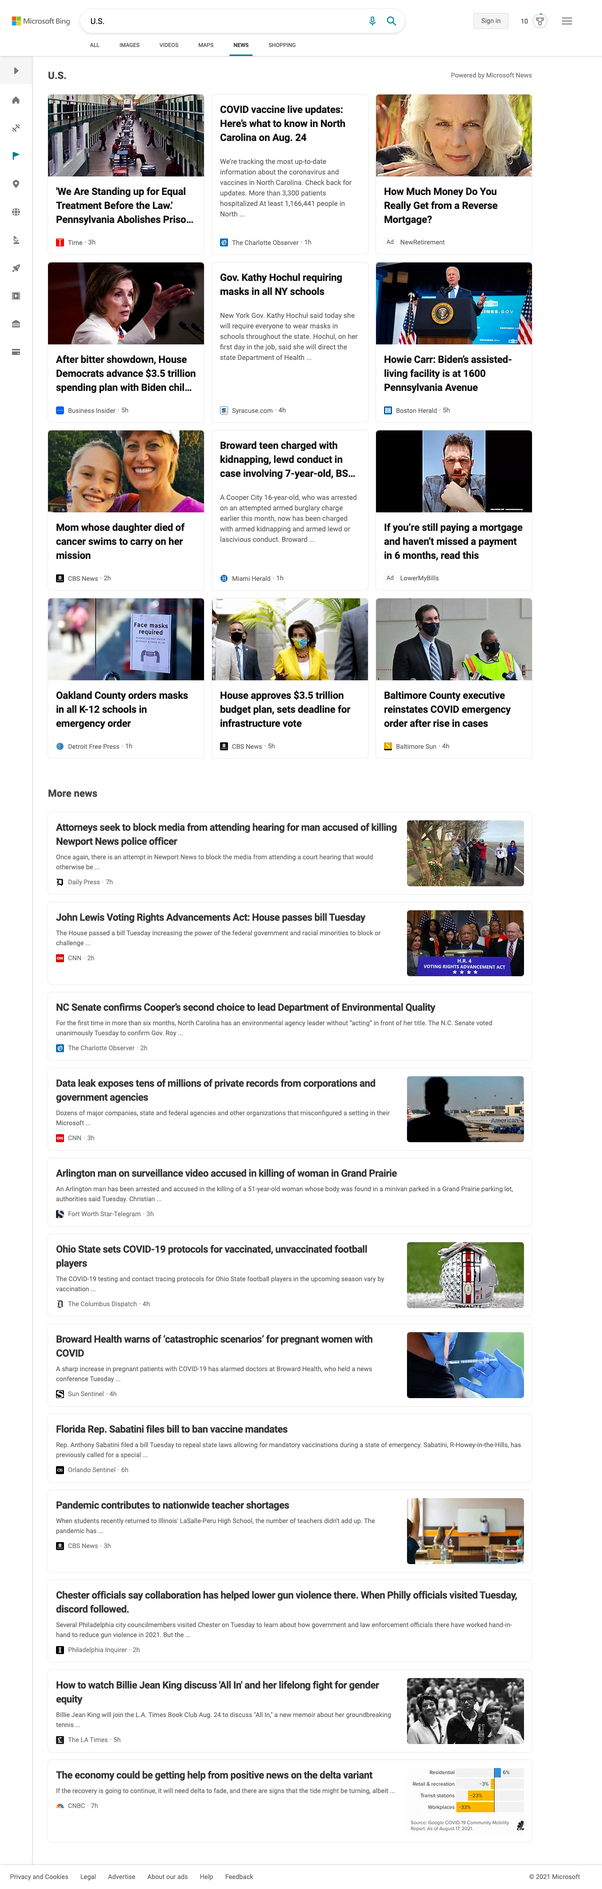 Microsoft Bing
U.S.
Sign in
10
ALL
IMAGES
VIDEOS
MAPS
NEWS
SHOPPING
U.S.
Powered by Microsoft News
'We Are Standing up for Equal
Treatment Before the Law.'
Pennsylvania Abolishes Priso...
Time · 3h
COVID vaccine live updates:
Here's what to know in North
Carolina on Aug. 24
We're tracking the most up-to-date
information about the coronavirus and
vaccines in North Carolina. Check back for
updates. More than 3,300 patients
hospitalized At least 1,166,441 people in
North ...
The Charlotte Observer · 1h
How Much Money Do You
Really Get from a Reverse
Mortgage?
Ad NewRetirement
After bitter showdown, House
Democrats advance $3.5 trillion
spending plan with Biden chil...
Business Insider · 5h
Gov. Kathy Hochul requiring
masks in all NY schools
New York Gov. Kathy Hochul said today she
will require everyone to wear masks in
schools throughout the state. Hochul, on her
first day in the job, said she will direct the
state Department of Health ...
Syracuse.com · 4h
Howie Carr: Biden's assisted-
living facility is at 1600
Pennsylvania Avenue
Boston Herald · 5h
Mom whose daughter died of
cancer swims to carry on her
mission
CBS News · 2h
Broward teen charged with
kidnapping, lewd conduct in
case involving 7-year-old, BS...
A Cooper City 16-year-old, who was arrested
on an attempted armed burglary charge
earlier this month, now has been charged
with armed kidnapping and armed lewd or
lascivious conduct. Broward ...
Miami Herald · 1h
If you're still paying a mortgage
and haven't missed a payment
in 6 months, read this
Ad LowerMyBills
Face masks
required
Oakland County orders masks
in all K-12 schools in
emergency order
Detroit Free Press · 1h
House approves $3.5 trillion
budget plan, sets deadline for
infrastructure vote
CBS News · 5h
Baltimore County executive
reinstates COVID emergency
order after rise in cases
Baltimore Sun · 4h
More news
Attorneys seek to block media from attending hearing for man accused of killing
Newport News police officer
Once again, there is an attempt in Newport News to block the media from attending a court hearing that would
otherwise be ...
Daily Press · 7h
John Lewis Voting Rights Advancements Act: House passes bill Tuesday
The House passed a bill Tuesday increasing the power of the federal government and racial minorities to block or
challenge ...
CNN · 2h
H.R. 4
VOTING RIGHTS ADVANCEMENT ACT
NC Senate confirms Cooper's second choice to lead Department of Environmental Quality
For the first time in more than six months, North Carolina has an environmental agency leader without "acting" in front of her title. The N.C. Senate voted
unanimously Tuesday to confirm Gov. Roy ...
The Charlotte Observer · 2h
Data leak exposes tens of millions of private records from corporations and
government agencies
Dozens of major companies, state and federal agencies and other organizations that misconfigured a setting in their
Microsoft ...
CNN · 3h
American
Arlington man on surveillance video accused in killing of woman in Grand Prairie
An Arlington man has been arrested and accused in the killing of a 51-year-old woman whose body was found in a minivan parked in a Grand Prairie parking lot,
authorities said Tuesday. Christian ...
Fort Worth Star-Telegram · 3h
Ohio State sets COVID-19 protocols for vaccinated, unvaccinated football
players
The COVID-19 testing and contact tracing protocols for Ohio State football players in the upcoming season vary by
vaccination ...
The Columbus Dispatch · 4h
EQUALITY
Broward Health warns of 'catastrophic scenarios' for pregnant women with
COVID
A sharp increase in pregnant patients with COVID-19 has alarmed doctors at Broward Health, who held a news
conference Tuesday ...
Sun Sentinel · 4h
Florida Rep. Sabatini files bill to ban vaccine mandates
Rep. Anthony Sabatini filed a bill Tuesday to repeal state laws allowing for mandatory vaccinations during a state of emergency. Sabatini, R-Howey-in-the-Hills, has
previously called for a special ...
Orlando Sentinel · 6h
Pandemic contributes to nationwide teacher shortages
When students recently returned to Illinois' LaSalle-Peru High School, the number of teachers didn't add up. The
pandemic has ...
CBS News · 3h
Chester officials say collaboration has helped lower gun violence there. When Philly officials visited Tuesday,
discord followed.
Several Philadelphia city councilmembers visited Chester on Tuesday to learn about how government and law enforcement officials there have worked hand-in-
hand to reduce gun violence in 2021. But the ...
Philadelphia Inquirer · 2h
How to watch Billie Jean King discuss 'All In' and her lifelong fight for gender
equity
Billie Jean King will join the L.A. Times Book Club Aug. 24 to discuss "All In," a new memoir about her groundbreaking
tennis ...
The LA Times · 5h
The economy could be getting help from positive news on the delta variant
If the recovery is going to continue, it will need delta to fade, and there are signs that the tide might be turning, albeit ...
CNBC · 7h
Residential 6%
Retail & recreation -3%
Transit stations -23%
Workplaces -33%
Source: Google COVID-19 Community Mobility
Report. As of August 17, 2021.
Privacy and Cookies
Legal
Advertise
About our ads
Help
Feedback
© 2021 Microsoft